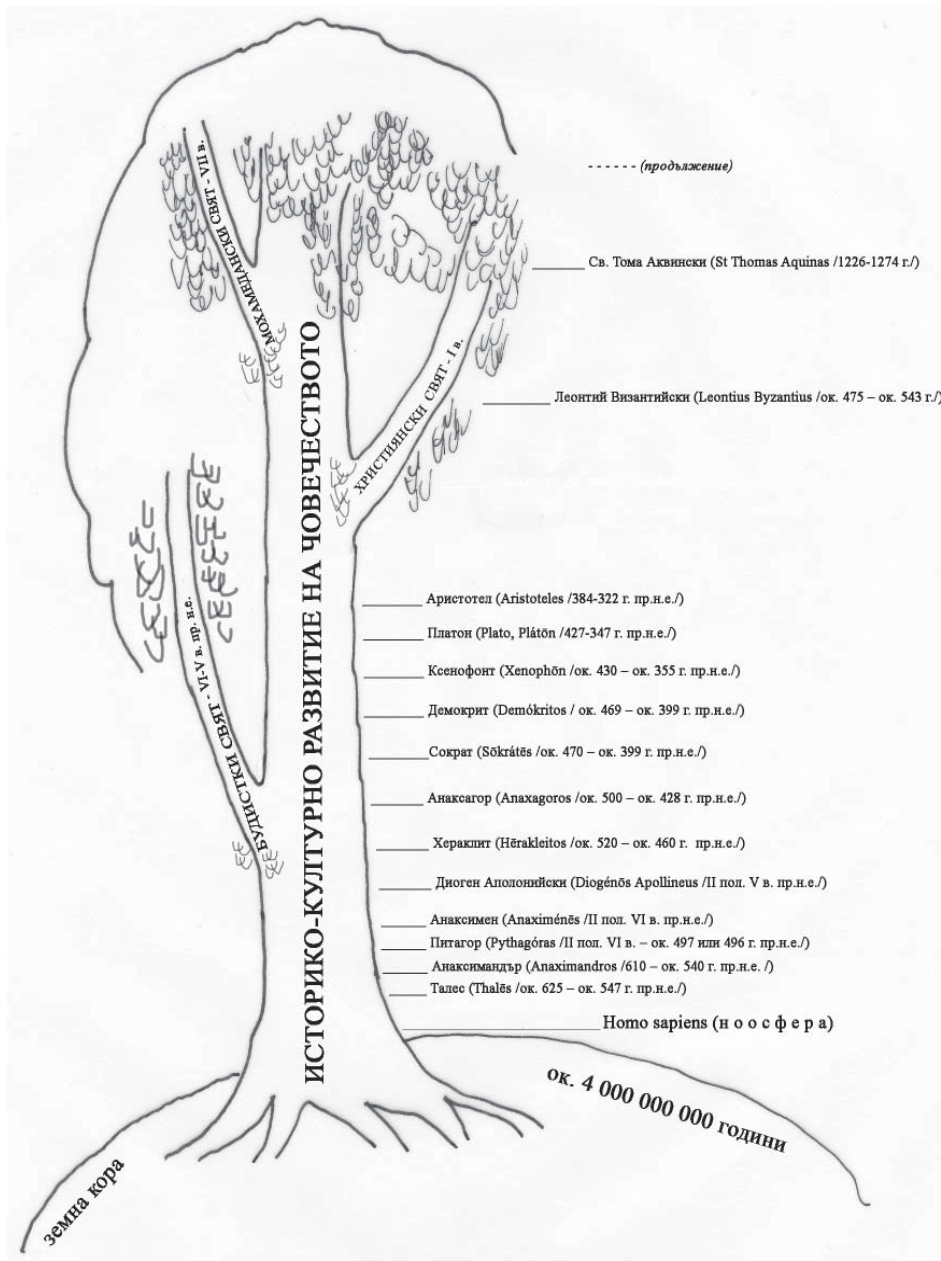 - - - - - - (продължение)
МОХАМЕДАНСКИ СВЯТ - VII в.
Св. Тома Аквински (St Thomas Aquinas /1226-1274 г./)
ХРИСТИЯНСКИ СВЯТ - I в.
Леонтий Византийски (Leontius Byzantius /ок. 475 – ок. 543 г./)
ИСТОРИКО-КУЛТУРНО РАЗВИТИЕ НА ЧОВЕЧЕСТВОТО
БУДИСТКИ СВЯТ - VI-V в. пр. н.е.
Аристотел (Aristoteles /384-322 г. пр.н.е./)
Платон (Plato, Plátōn /427-347 г. пр.н.е./)
Ксенофонт (Xenophōn /ок. 430 – ок. 355 г. пр.н.е./)
Демокрит (Demókritos / ок. 469 – ок. 399 г. пр.н.е./)
Сократ (Sōkrátēs /ок. 470 – ок. 399 г. пр.н.е./)
Анаксагор (Anaxagoros /ок. 500 – ок. 428 г. пр.н.е./)
Хераклит (Hērakleitos /ок. 520 – ок. 460 г. пр.н.е./)
Диоген Аполонийски (Diogénōs Apollineus /II пол. V в. пр.н.е./)
Анаксимен (Anaximénēs /II пол. VI в. пр.н.е./)
Питагор (Pythagóras /II пол. VI в. – ок. 497 или 496 г. пр.н.е./)
Анаксимандър (Anaximandros /610 – ок. 540 г. пр.н.е. /)
Талес (Thalēs /ок. 625 – ок. 547 г. пр.н.е./)
Homo sapiens (н о о с ф е р а)
ок. 4 000 000 000 години
земна кора